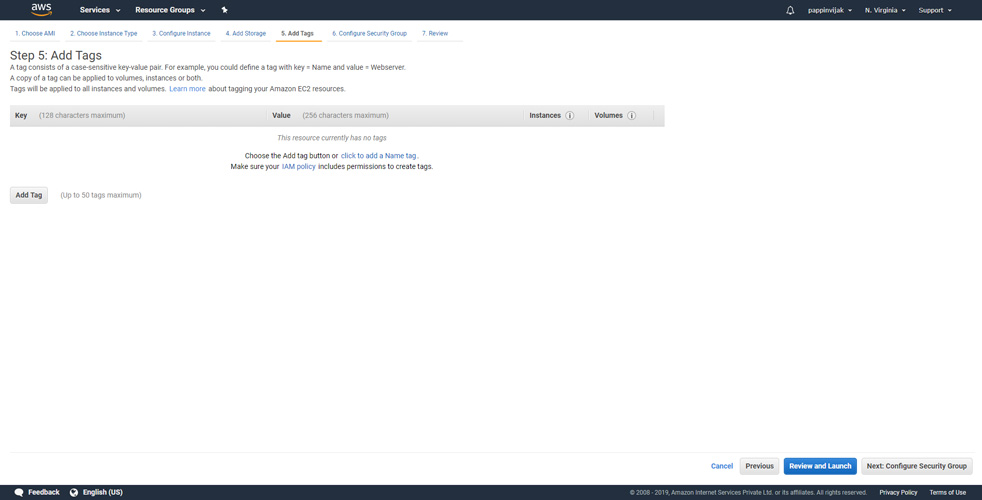 aws Services Resource Groups pappinvijak N. Virginia Support
1. Choose AMI 2. Choose Instance Type 3. Configure Instance 4. Add Storage 5. Add Tags 6. Configure Security Group 7. Review
Step 5: Add Tags
A tag consists of a case-sensitive key-value pair. For example, you could define a tag with key = Name and value = Webserver.
A copy of a tag can be applied to volumes, instances or both.
Tags will be applied to all instances and volumes. Learn more about tagging your Amazon EC2 resources.
Key (128 characters maximum) Value (256 characters maximum) Instances i Volumes i
This resource currently has no tags
Choose the Add tag button or click to add a Name tag.
Make sure your IAM policy includes permissions to create tags.
Add Tag (Up to 50 tags maximum)
Cancel Previous Review and Launch Next: Configure Security Group
Feedback English (US) © 2008 - 2019, Amazon Internet Services Private Ltd. or its affiliates. All rights reserved. Privacy Policy Terms of Use